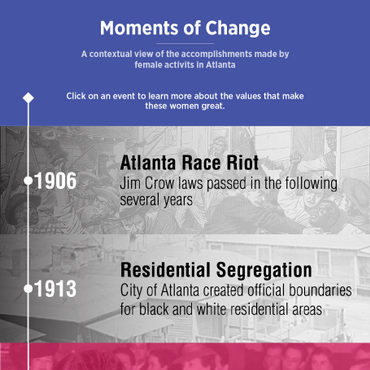 Moments of Change
A contextual view of the accomplishments made by
female activits in Atlanta
Click on an event to learn more about the values that make
these women great.
Atlanta Race Riot
1906
Jim Crow laws passed in the following
several years
Residential Segregation
1913
City of Atlanta created official boundaries
for black and white residential areas